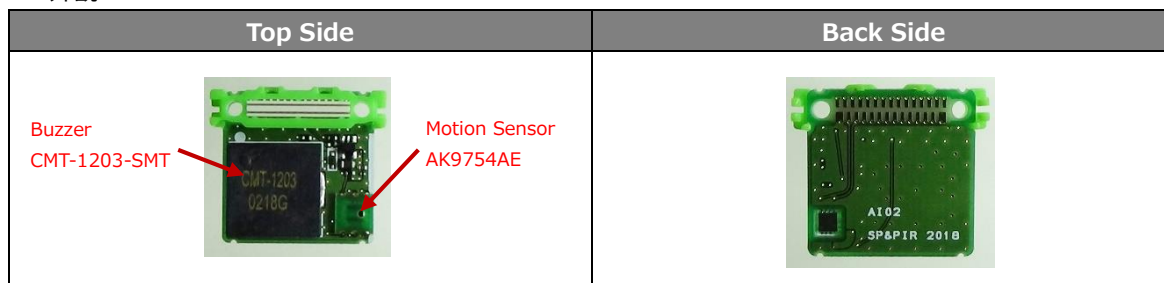 Top Side
Back Side
Buzzer
CMT-1203-SMT
Motion Sensor
AK9754AE
CMT-1203
0218G
AI02
SP&PIR 2018